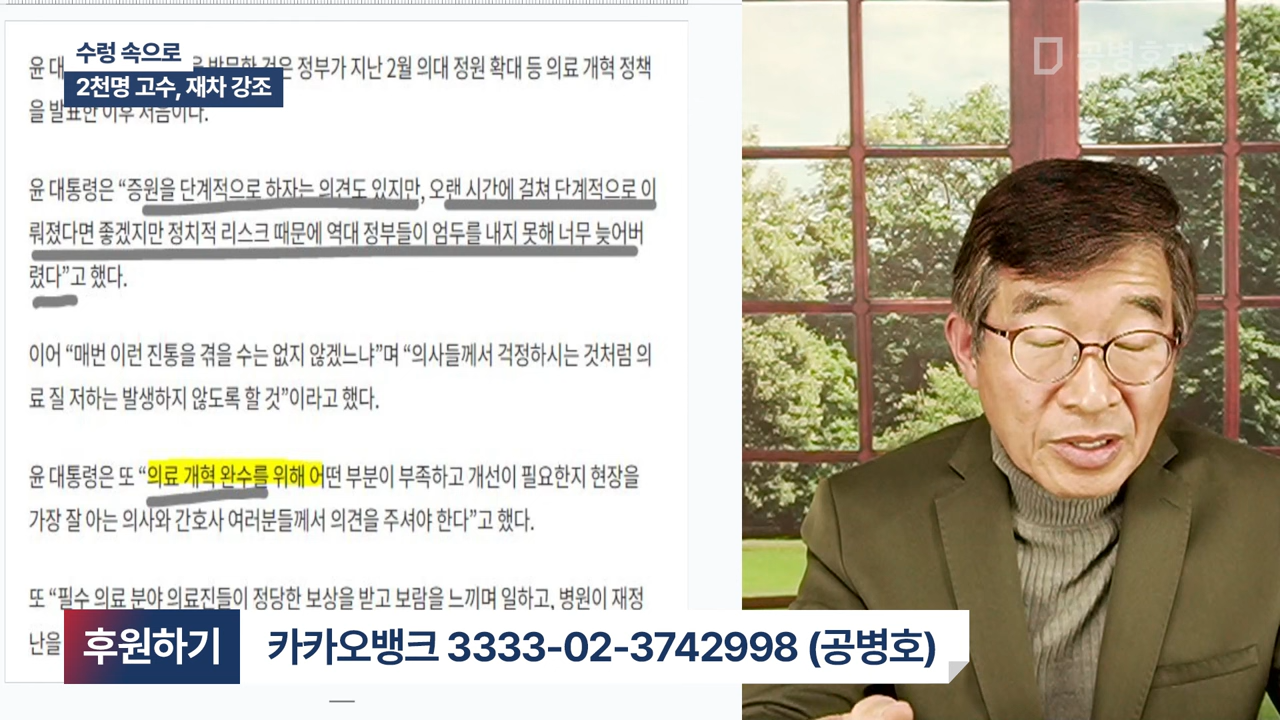 수렁 속으로
2천명 고수, 재차 강조
공병호TV
윤 대 을 방문한 것은 정부가 지난 2월 의대 정원 확대 등 의료 개혁 정책
을 발표한 이후 처음이다.
윤 대통령은 “증원을 단계적으로 하자는 의견도 있지만, 오랜 시간에 걸쳐 단계적으로 이
뤄졌다면 좋겠지만 정치적 리스크 때문에 역대 정부들이 엄두를 내지 못해 너무 늦어버
렸다”고 했다.
이어 “매번 이런 진통을 겪을 수는 없지 않겠느냐”며 “의사들께서 걱정하시는 것처럼 의
료 질 저하는 발생하지 않도록 할 것”이라고 했다.
윤 대통령은 또 “의료 개혁 완수를 위해 어떤 부분이 부족하고 개선이 필요한지 현장을
가장 잘 아는 의사와 간호사 여러분들께서 의견을 주셔야 한다”고 했다.
또 “필수 의료 분야 의료진들이 정당한 보상을 받고 보람을 느끼며 일하고, 병원이 재정
난을
후원하기
카카오뱅크 3333-02-3742998 (공병호)